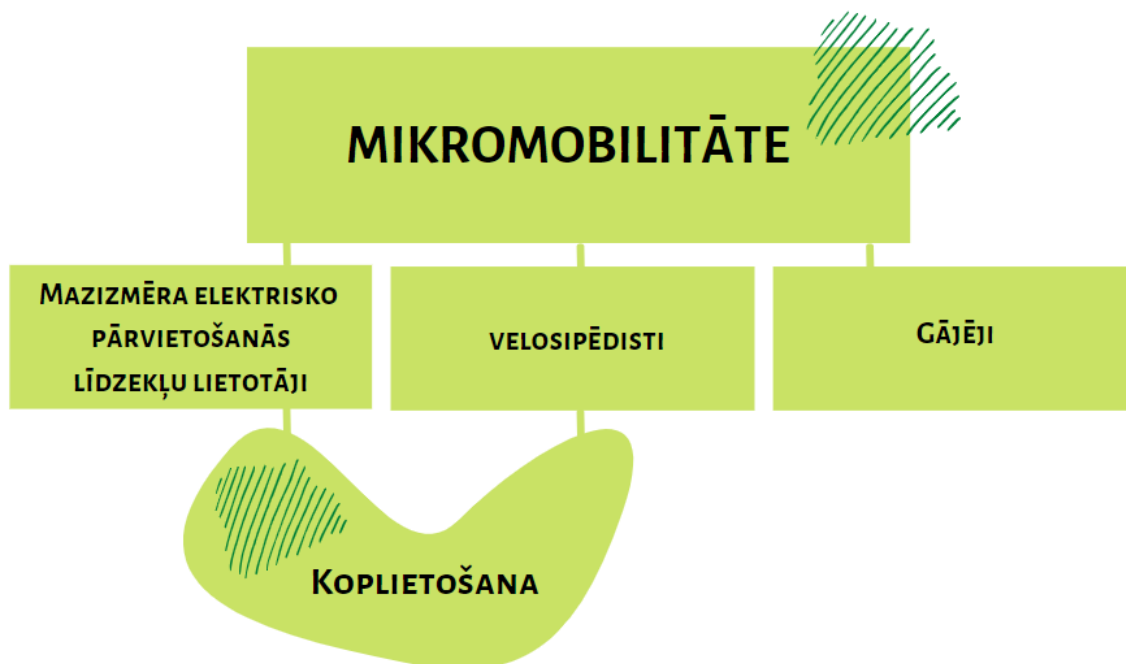 MIKROMOBILITĀTE
Mazizmēra elektrisko
pārvietošanās
līdzekļu lietotāji
velosipēdisti
Gājēji
Koplietošana